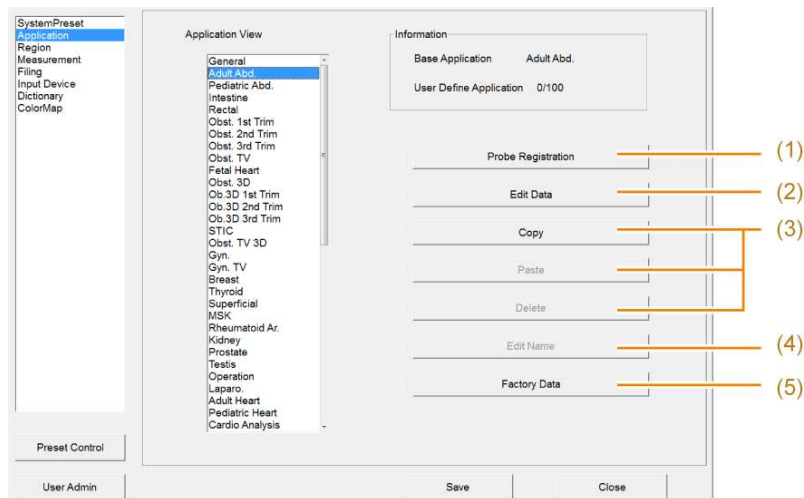 SystemPreset
Application
Region
Measurement
Filing
Input Device
Dictionary
ColorMap
Preset Control
User Admin
Application View
General
Adult Abd.
Pediatric Abd.
Intestine
Rectal
Obst. 1st Trim
Obst. 2nd Trim
Obst. 3rd Trim
Obst. TV
Fetal Heart
Obst. 3D
Ob.3D 1st Trim
Ob.3D 2nd Trim
Ob.3D 3rd Trim
STIC
Obst. TV 3D
Gyn.
Gyn. TV
Breast
Thyroid
Superficial
MSK
Rheumatoid Ar.
Kidney
Prostate
Testis
Operation
Laparo.
Adult Heart
Pediatric Heart
Cardio Analysis
Information
Base Application Adult Abd.
User Define Application 0/100
Probe Registration (1)
Edit Data (2)
Copy (3)
Paste
Delete
Edit Name (4)
Factory Data (5)
Save Close